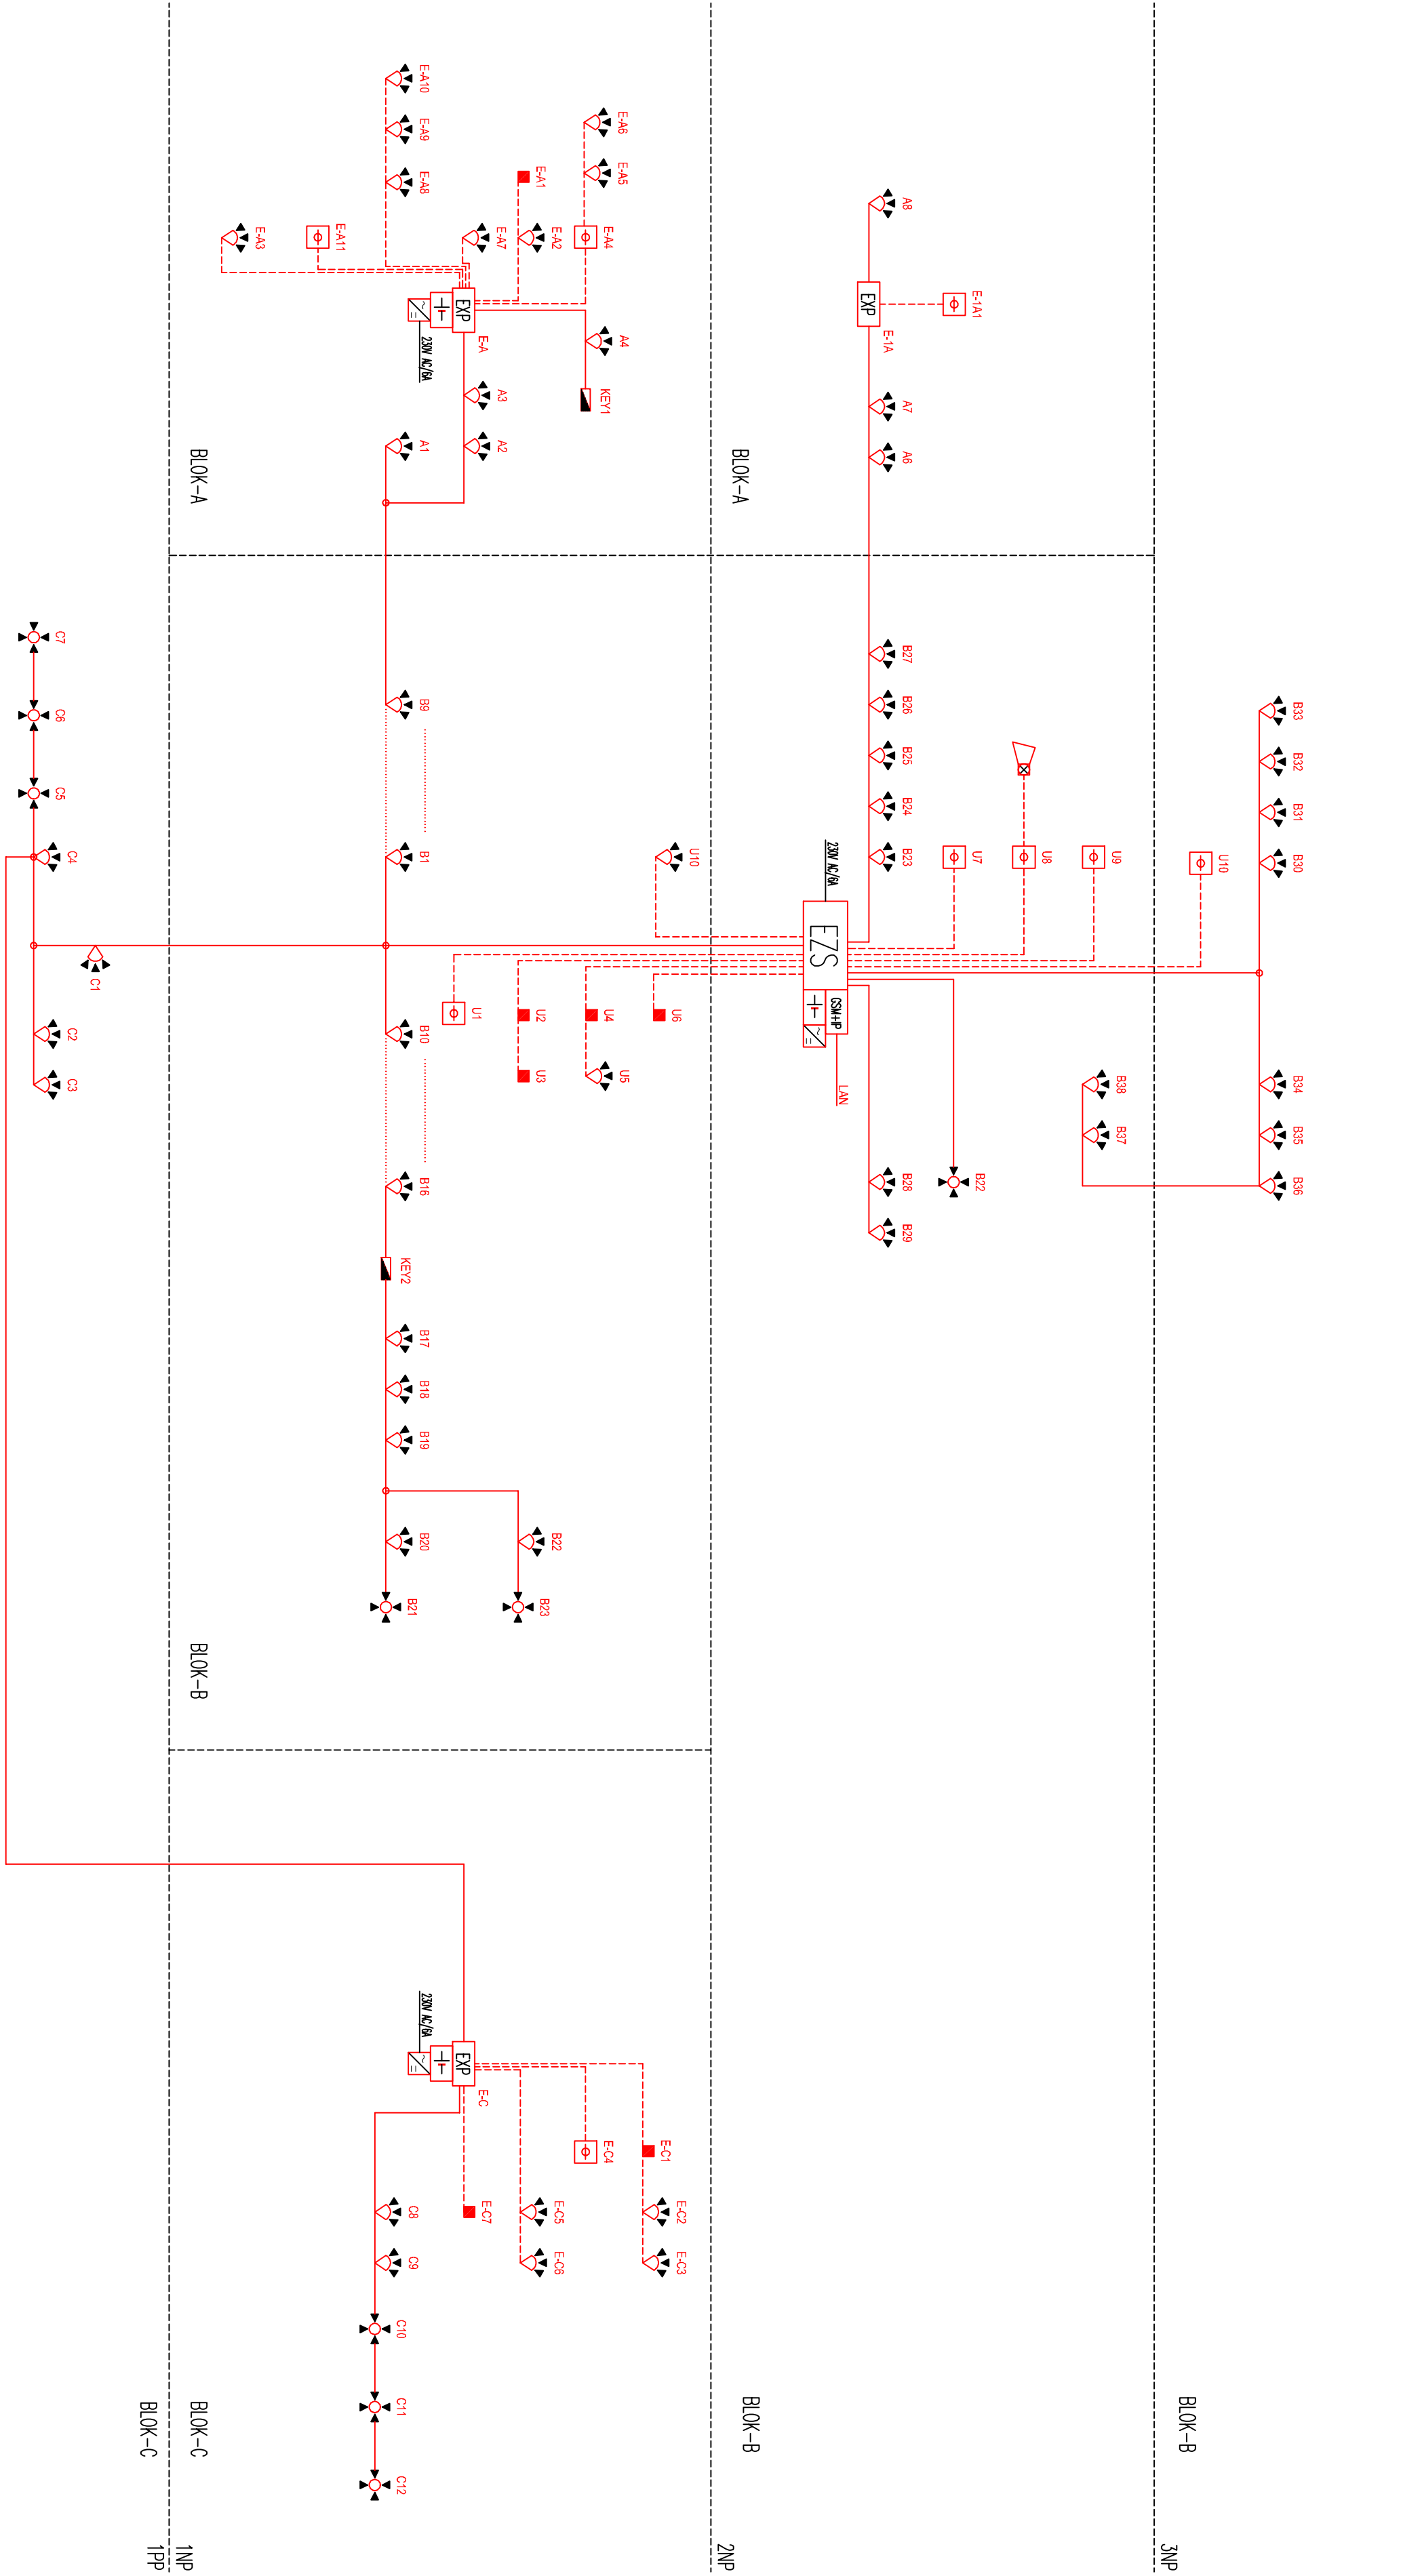 B33
B32
B31
B30
B34
B35
B36
BLOK-B
3NP
U10
B38
B37
U9
U8
E-1A1
U7
B22
A8
EXP
E-1A
A7
A6
B27
B26
B25
B24
B23
B28
B29
230V AC/6A
EZS
GSM+IP
LAN
BLOK-A
BLOK-B
2NP
U10
U6
E-C1
E-C2
E-C3
E-A6
E-A5
E-A4
A4
KEY1
U4
U5
E-C4
E-A1
E-A2
U2
U3
B22
B23
E-C5
E-C6
E-A7
EXP
E-A
A3
A2
U1
EXP
E-C
E-C7
E-A10
E-A9
E-A8
230V AC/6A
A1
B9
B1
B10
B16
KEY2
B17
B18
B19
B20
B21
230V AC/6A
C8
C9
C10
C11
C12
E-A11
E-A3
BLOK-A
BLOK-B
BLOK-C
1NP
BLOK-C
1PP
C1
C7
C6
C5
C4
C2
C3